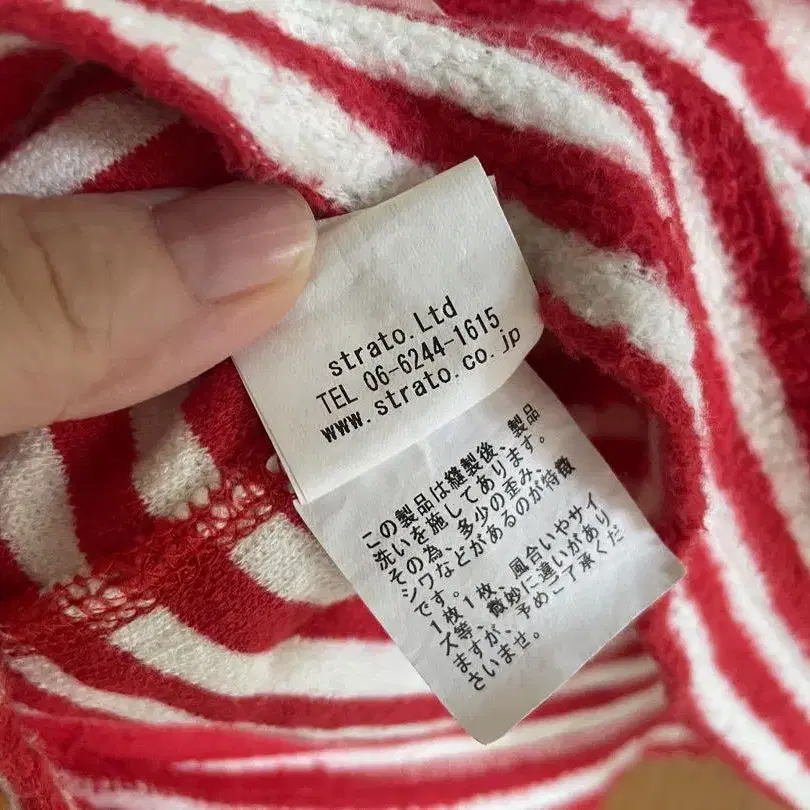 strato.Ltd
TEL 06-6244-1615
www.strato.co.jp
この製品は縫製後、製品
洗いを施してあります。
その為、多少の歪み、
シワなどがあるのが特徴
です。
1枚1枚、風合いやサイ
ズ等、微妙に違いがあり
ますが、予めご了承くだ
さいませ。